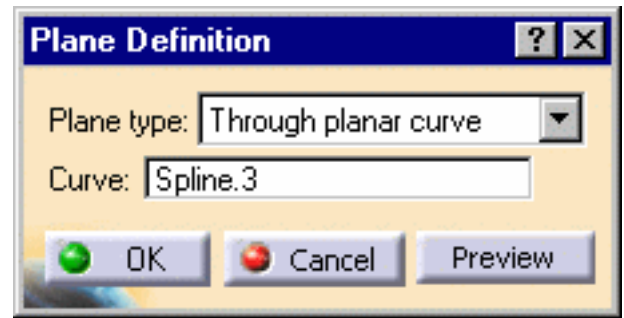 Plane Definition ? X
Plane type: Through planar curve
Curve: Spline.3
OK Cancel Preview